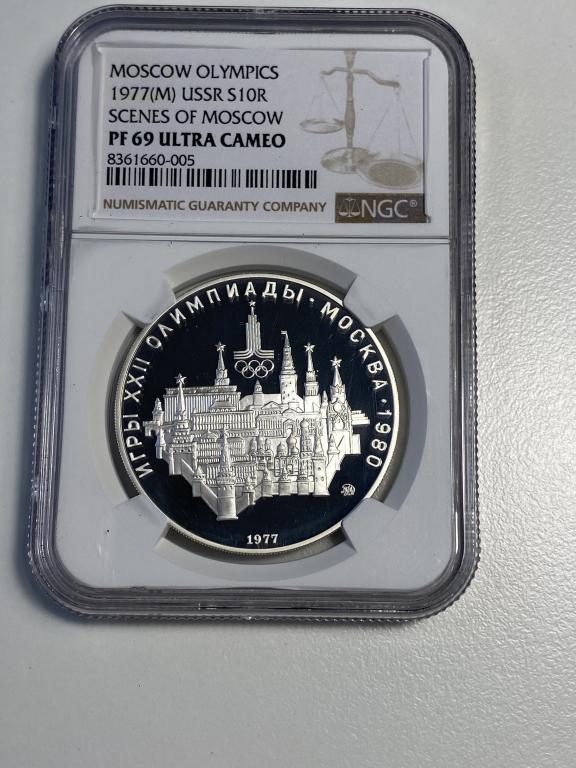 MOSCOW OLYMPICS
1977(M) USSR S10R
SCENES OF MOSCOW
PF 69 ULTRA CAMEO
8361660-005
NUMISMATIC GUARANTY COMPANY
NGC®
ИГРЫ XXII ОЛИМПИАДЫ · МОСКВА · 1980
1977